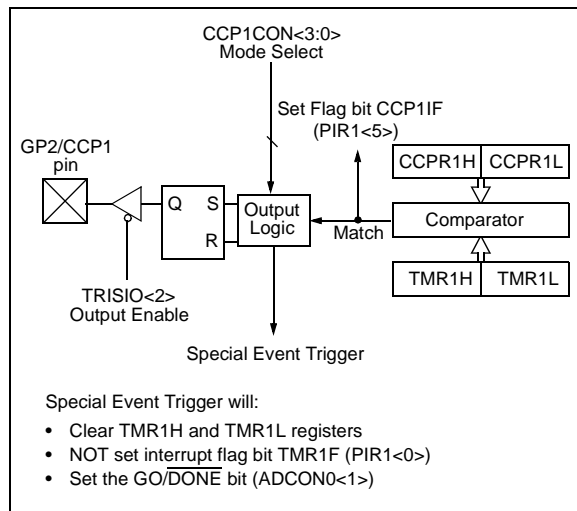 CCP1CON<3:0>
Mode Select
Set Flag bit CCP1IF
(PIR1<5>)
GP2/CCP1
pin
CCPR1H CCPR1L
Q S
R
Output
Logic
Match
Comparator
TRISIO<2>
Output Enable
TMR1H TMR1L
Special Event Trigger
Special Event Trigger will:
• Clear TMR1H and TMR1L registers
• NOT set interrupt flag bit TMR1F (PIR1<0>)
• Set the GO/DONE bit (ADCON0<1>)